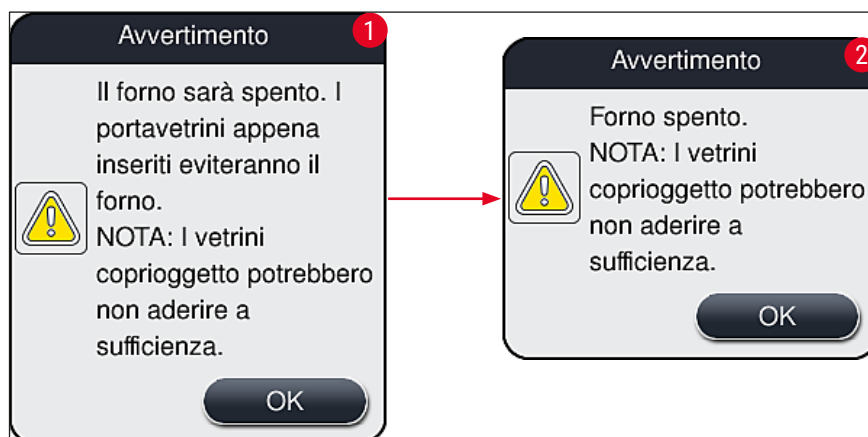 Avvertimento
1
Il forno sarà spento. I
portavetrini appena
inseriti eviteranno il
forno.
NOTA: I vetrini
coprioggetto potrebbero
non aderire a
sufficienza.
OK
Avvertimento
2
Forno spento.
NOTA: I vetrini
coprioggetto potrebbero
non aderire a
sufficienza.
OK